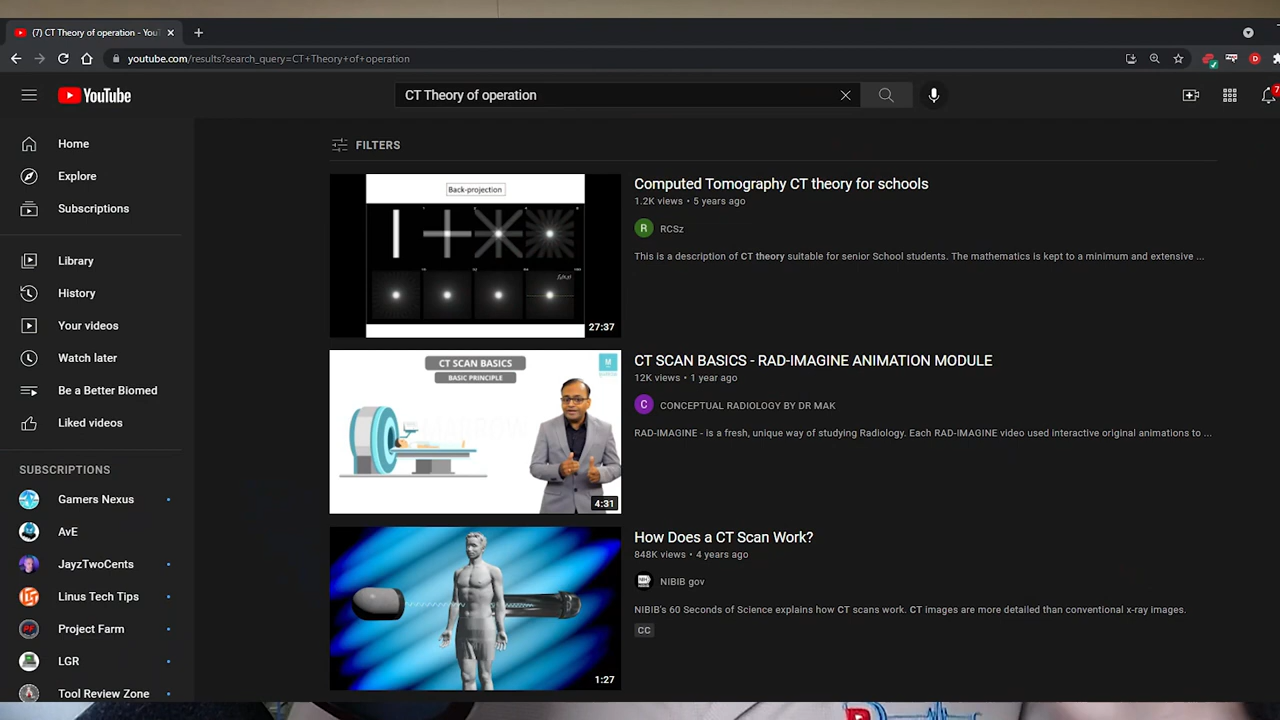 (7) CT Theory of operation - You
youtube.com/results?search_query=CT+Theory+of+operation
D
YouTube
CT Theory of operation
7
Home
Explore
Subscriptions
Library
History
Your videos
Watch later
Be a Better Biomed
Liked videos
SUBSCRIPTIONS
Gamers Nexus
AvE
JayzTwoCents
Linus Tech Tips
Project Farm
LGR
Tool Review Zone
FILTERS
Back-projection
27:37
Computed Tomography CT theory for schools
1.2K views • 5 years ago
R
RCSz
This is a description of CT theory suitable for senior School students. The mathematics is kept to a minimum and extensive ...
CT SCAN BASICS
BASIC PRINCIPLE
M
4:31
CT SCAN BASICS - RAD-IMAGINE ANIMATION MODULE
12K views • 1 year ago
C
CONCEPTUAL RADIOLOGY BY DR MAK
RAD-IMAGINE - is a fresh, unique way of studying Radiology. Each RAD-IMAGINE video used interactive original animations to ...
1:27
How Does a CT Scan Work?
848K views • 4 years ago
NIBIB gov
NIBIB's 60 Seconds of Science explains how CT scans work. CT images are more detailed than conventional x-ray images.
CC